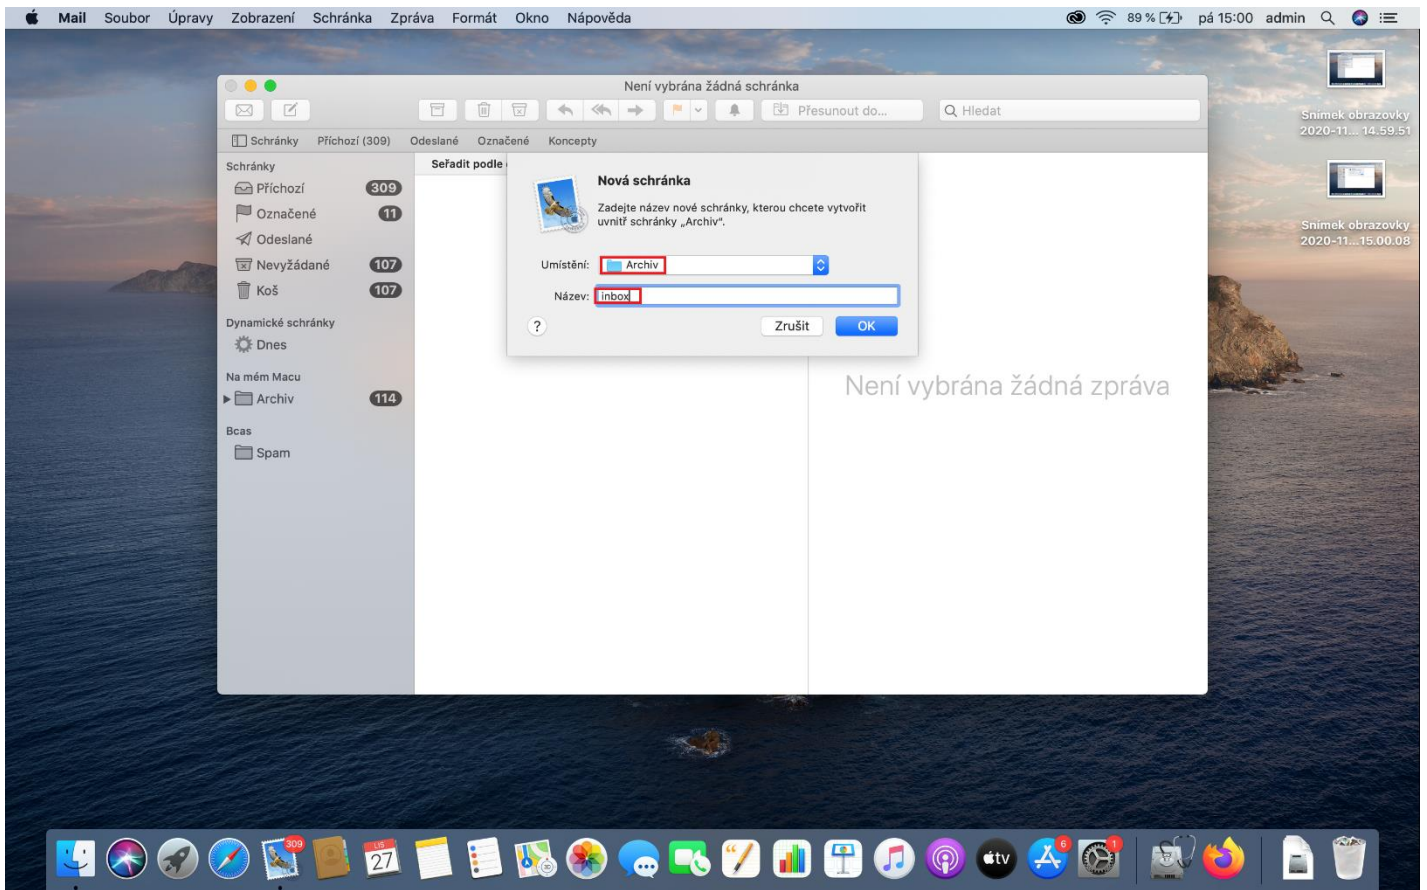 Mail Soubor Úpravy Zobrazení Schránka Zpráva Formát Okno Nápověda 89 % pá 15:00 admin
Není vybrána žádná schránka
Přesunout do...
Hledat
Schránky Příchozí (309) Odeslané Označené Koncepty
Schránky
Příchozí 309
Označené 11
Odeslané
Nevyžádané 107
Koš 107
Dynamické schránky
Dnes
Na mém Macu
Archiv 114
Bcas
Spam
Seřadit podle
Nová schránka
Zadejte název nové schránky, kterou chcete vytvořit
uvnitř schránky „Archiv“.
Umístění: Archiv
Název: inbox
? Zrušit OK
Není vybrána žádná zpráva
Snímek obrazovky
2020-11... 14.59.51
Snímek obrazovky
2020-11...15.00.08
309
LIS
27
3D
tv
6
1